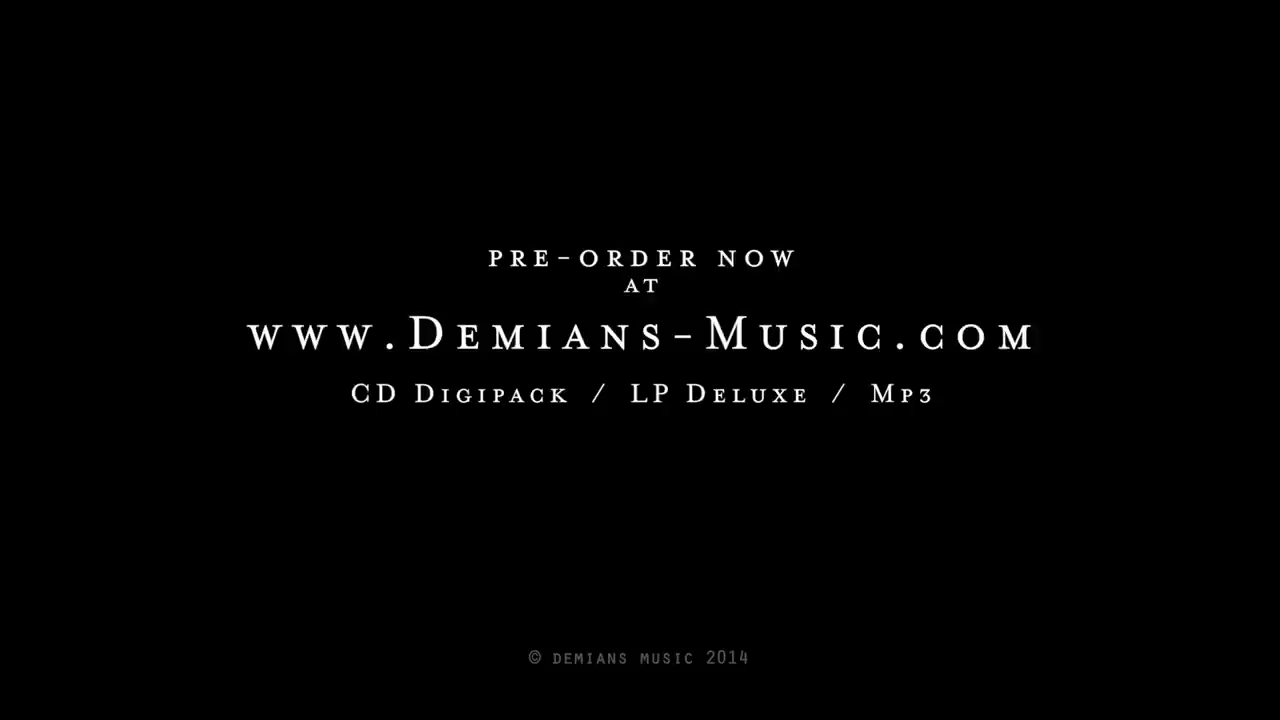 PRE-ORDER NOW
AT
www.Demians-Music.com
CD Digipack / LP Deluxe / Mp3
© DEMIANS MUSIC 2014